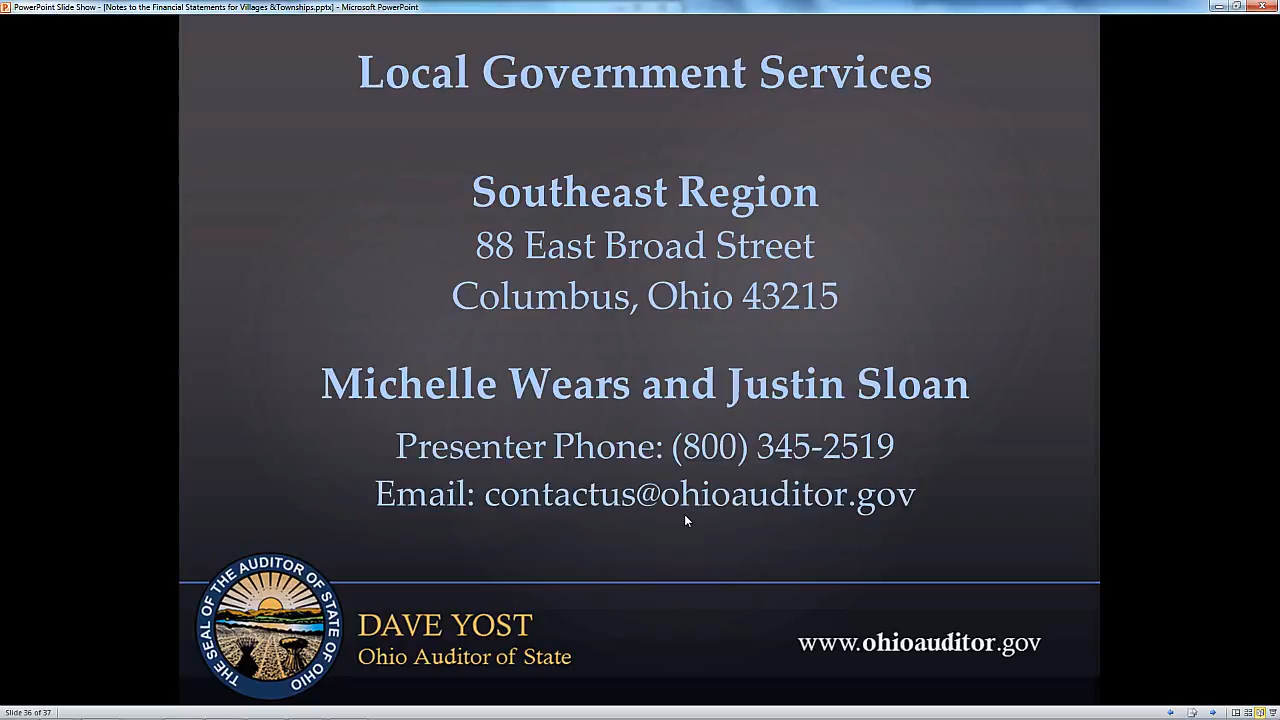 PowerPoint Slide Show - [Notes to the Financial Statements for Villages &Townships.pptx] - Microsoft PowerPoint
Local Government Services
Southeast Region
88 East Broad Street
Columbus, Ohio 43215
Michelle Wears and Justin Sloan
Presenter Phone: (800) 345-2519
Email: contactus@ohioauditor.gov
THE SEAL OF THE AUDITOR OF STATE OF OHIO
DAVE YOST
Ohio Auditor of State
www.ohioauditor.gov
Slide 36 of 37